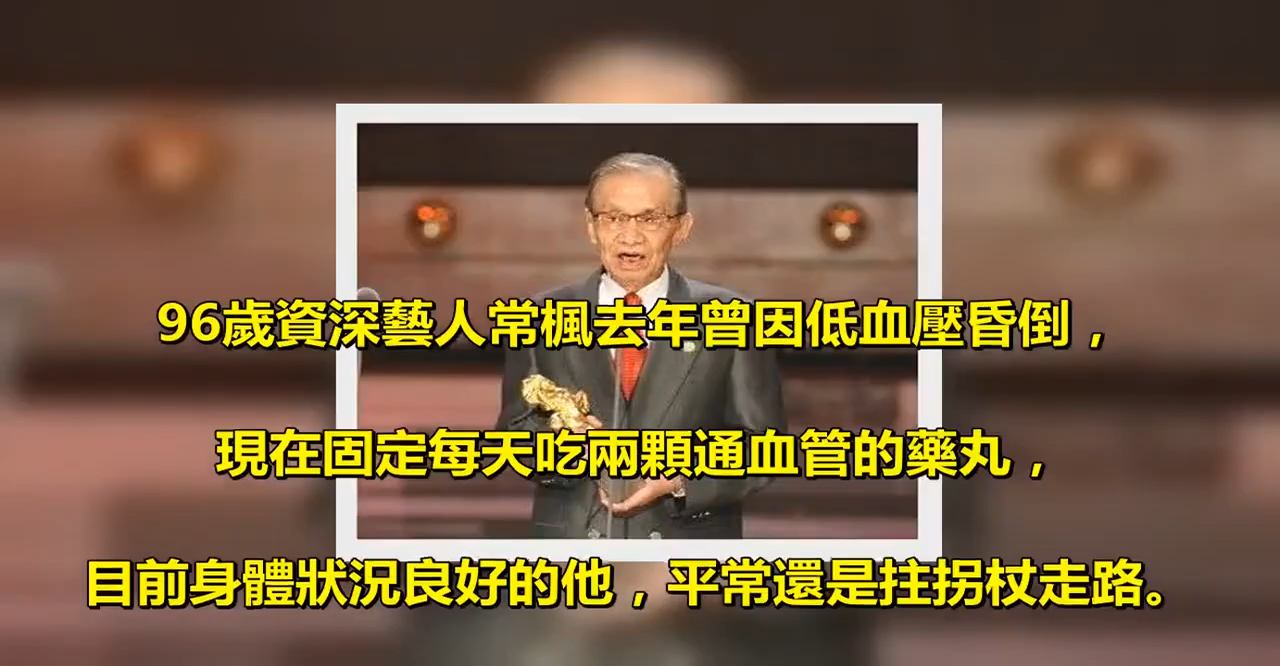 96歲資深藝人常楓去年曾因低血壓昏倒，
現在固定每天吃兩顆通血管的藥丸，
目前身體狀況良好的他，平常還是拄拐杖走路。